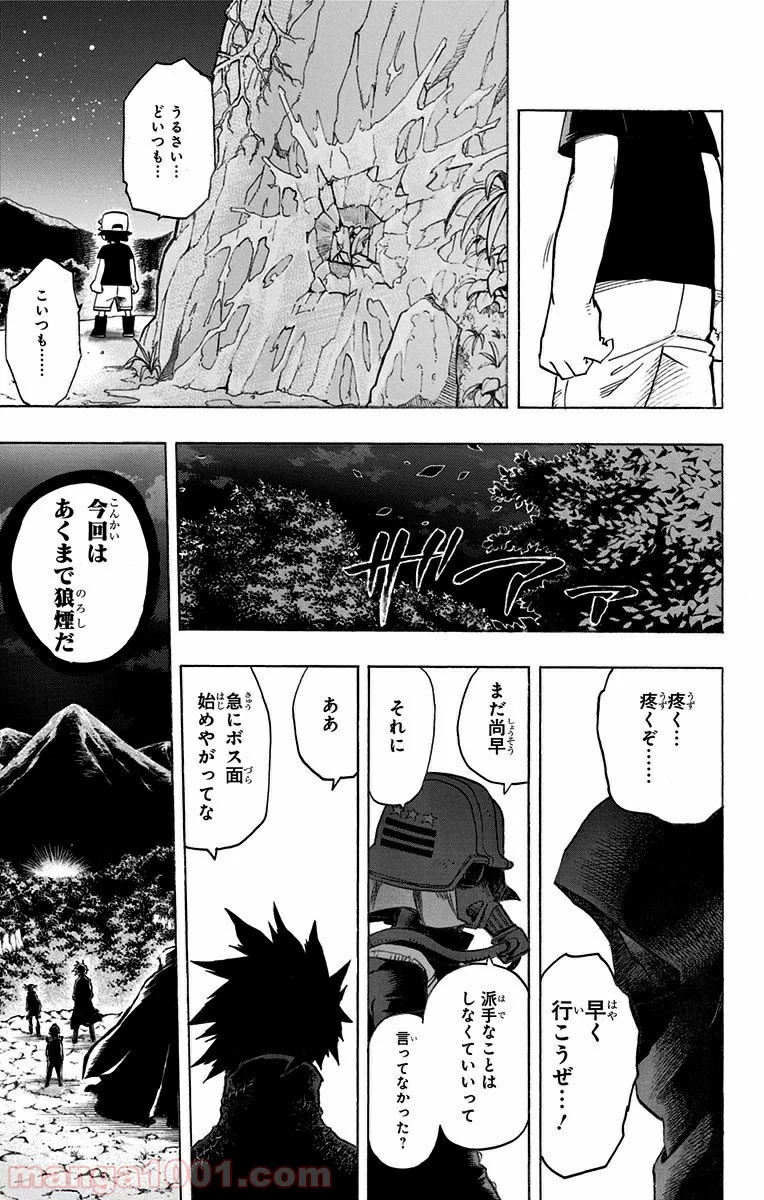 うるさい…
どいつも…
こいつも……
ザザァァ
疼く…
疼くぞ……
早く
行こうぜ…！
まだ尚早
それに
派手なことは
しなくていいって
言ってなかった？
ああ
急にボス面
始めやがってな
今回は
あくまで狼煙だ
manga1001.com